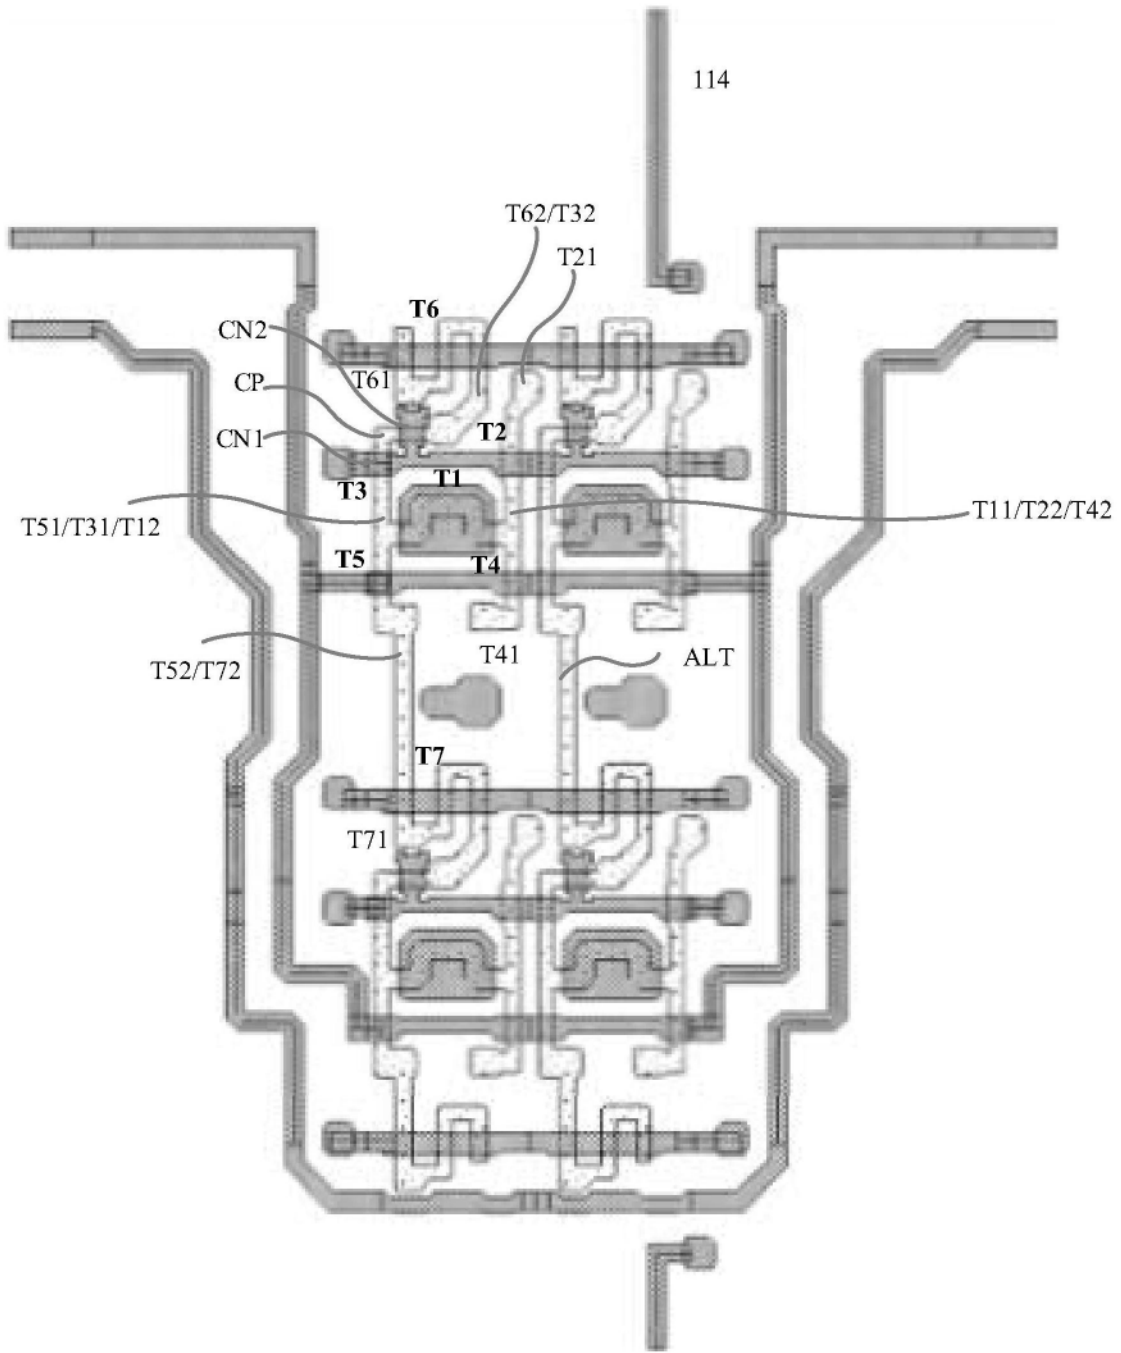 114
T62/T32
T21
T6
CN2
T61
CP
T2
CN1
T1
T3
T11/T22/T42
T51/T31/T12
T5
T4
T41
ALT
T52/T72
T7
T71